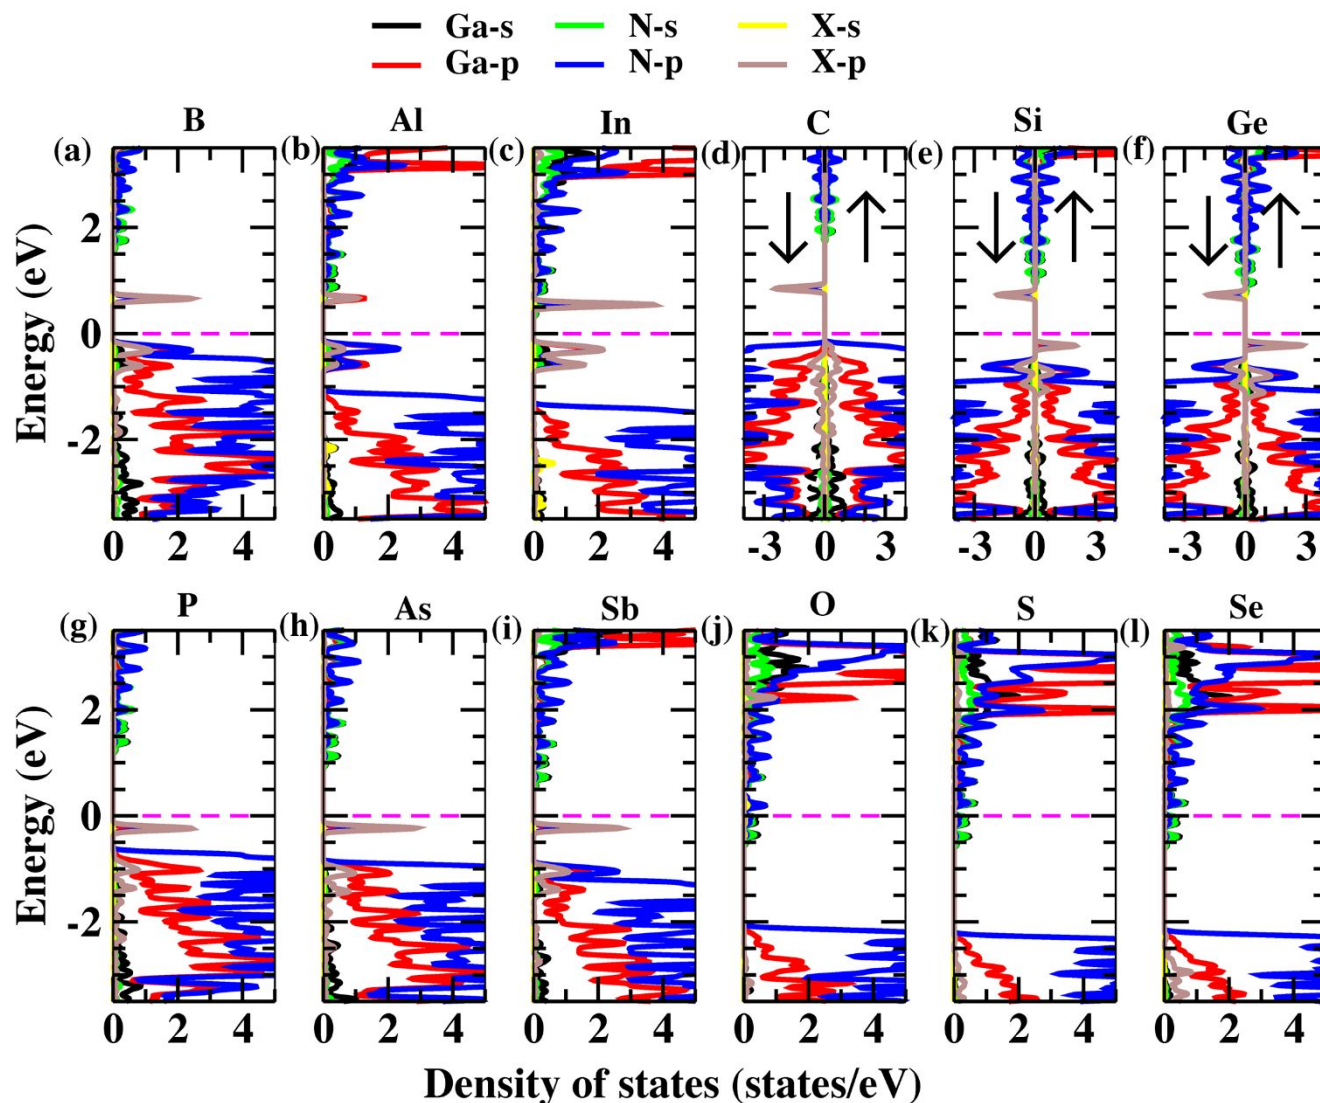 Ga-s N-s X-s
Ga-p N-p X-p
B Al In C Si Ge
(a) (b) (c) (d) (e) (f)
Energy (eV)
2
0
-2
0 2 4 0 2 4 0 2 4 -3 0 3 -3 0 3 -3 0 3
P As Sb O S Se
(g) (h) (i) (j) (k) (l)
Energy (eV)
2
0
-2
0 2 4 0 2 4 0 2 4 0 2 4 0 2 4 0 2 4
Density of states (states/eV)